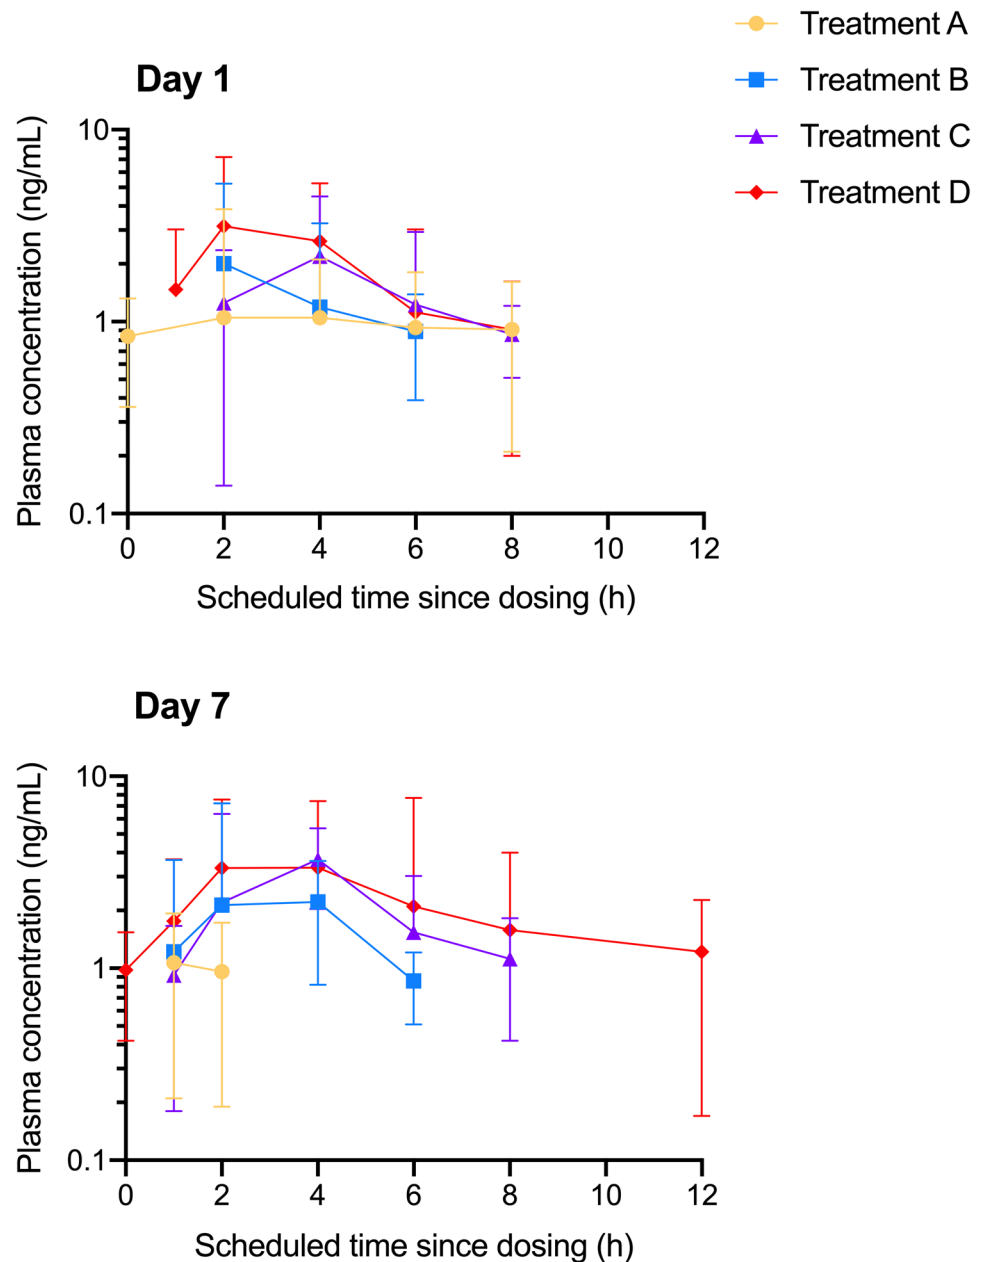 Treatment A
Treatment B
Treatment C
Treatment D
Day 1
Plasma concentration (ng/mL)
10
1
0.1
0 2 4 6 8 10 12
Scheduled time since dosing (h)
Day 7
Plasma concentration (ng/mL)
10
1
0.1
0 2 4 6 8 10 12
Scheduled time since dosing (h)